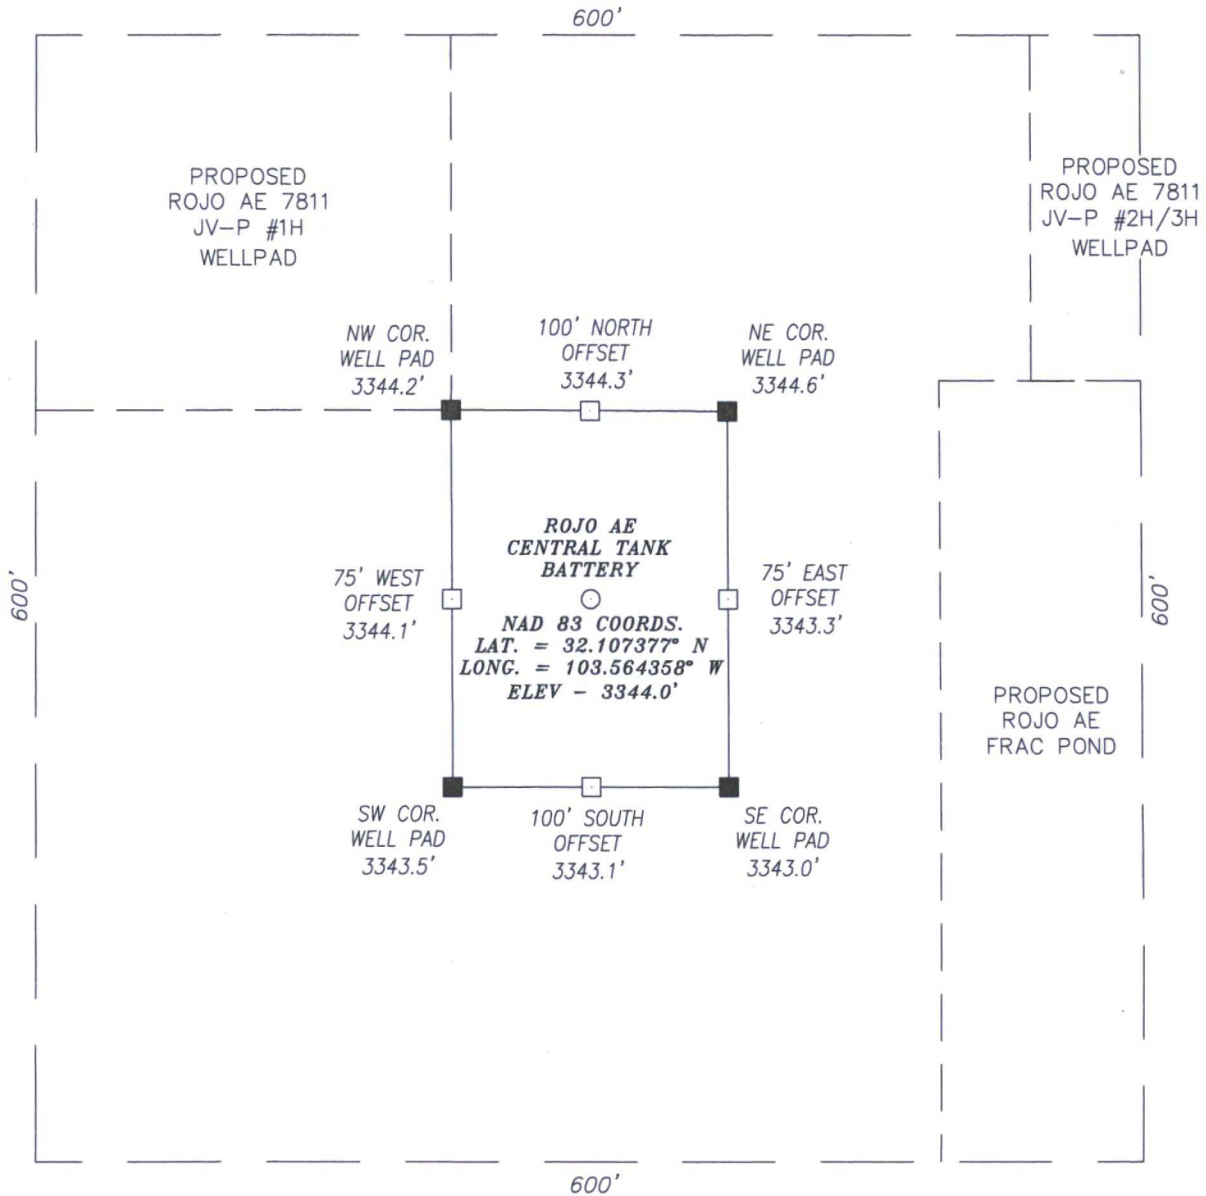 600'
PROPOSED
ROJO AE 7811
JV-P #1H
WELLPAD
PROPOSED
ROJO AE 7811
JV-P #2H/3H
WELLPAD
NW COR.
WELL PAD
3344.2'
100' NORTH
OFFSET
3344.3'
NE COR.
WELL PAD
3344.6'
600'
75' WEST
OFFSET
3344.1'
ROJO AE
CENTRAL TANK
BATTERY
NAD 83 COORDS.
LAT. = 32.107377° N
LONG. = 103.564358° W
ELEV - 3344.0'
75' EAST
OFFSET
3343.3'
600'
PROPOSED
ROJO AE
FRAC POND
SW COR.
WELL PAD
3343.5'
100' SOUTH
OFFSET
3343.1'
SE COR.
WELL PAD
3343.0'
600'